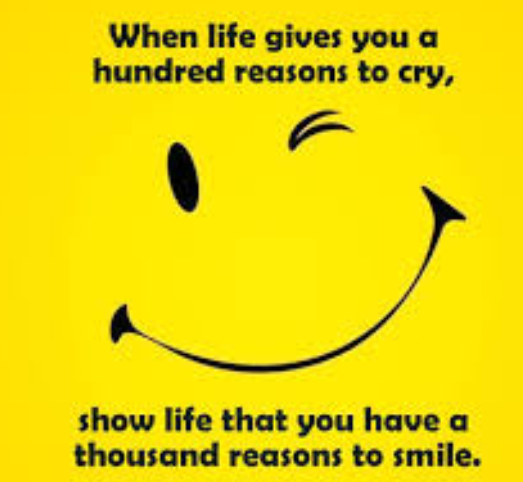 When life gives you a
hundred reasons to cry,
show life that you have a
thousand reasons to smile.